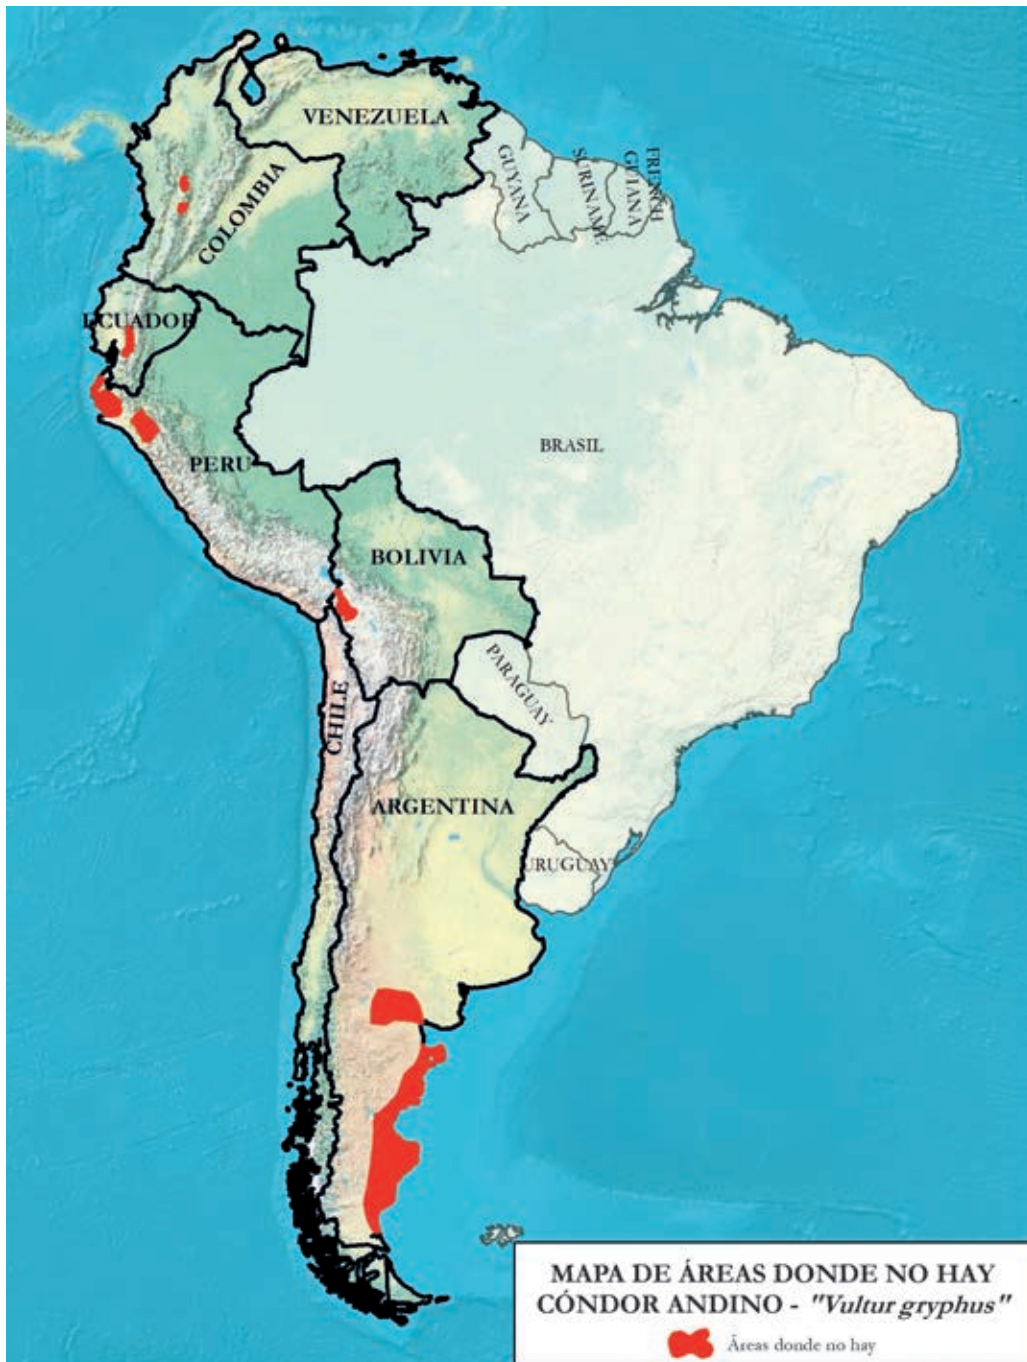 VENEZUELA
GUYANA
SURINAME
FRENCH
GUIANA
COLOMBIA
ECUADOR
PERU
BRASIL
BOLIVIA
PARAGUAY
CHILE
ARGENTINA
URUGUAY
MAPA DE ÁREAS DONDE NO HAY
CÓNDOR ANDINO - "Vultur gryphus"
Áreas donde no hay